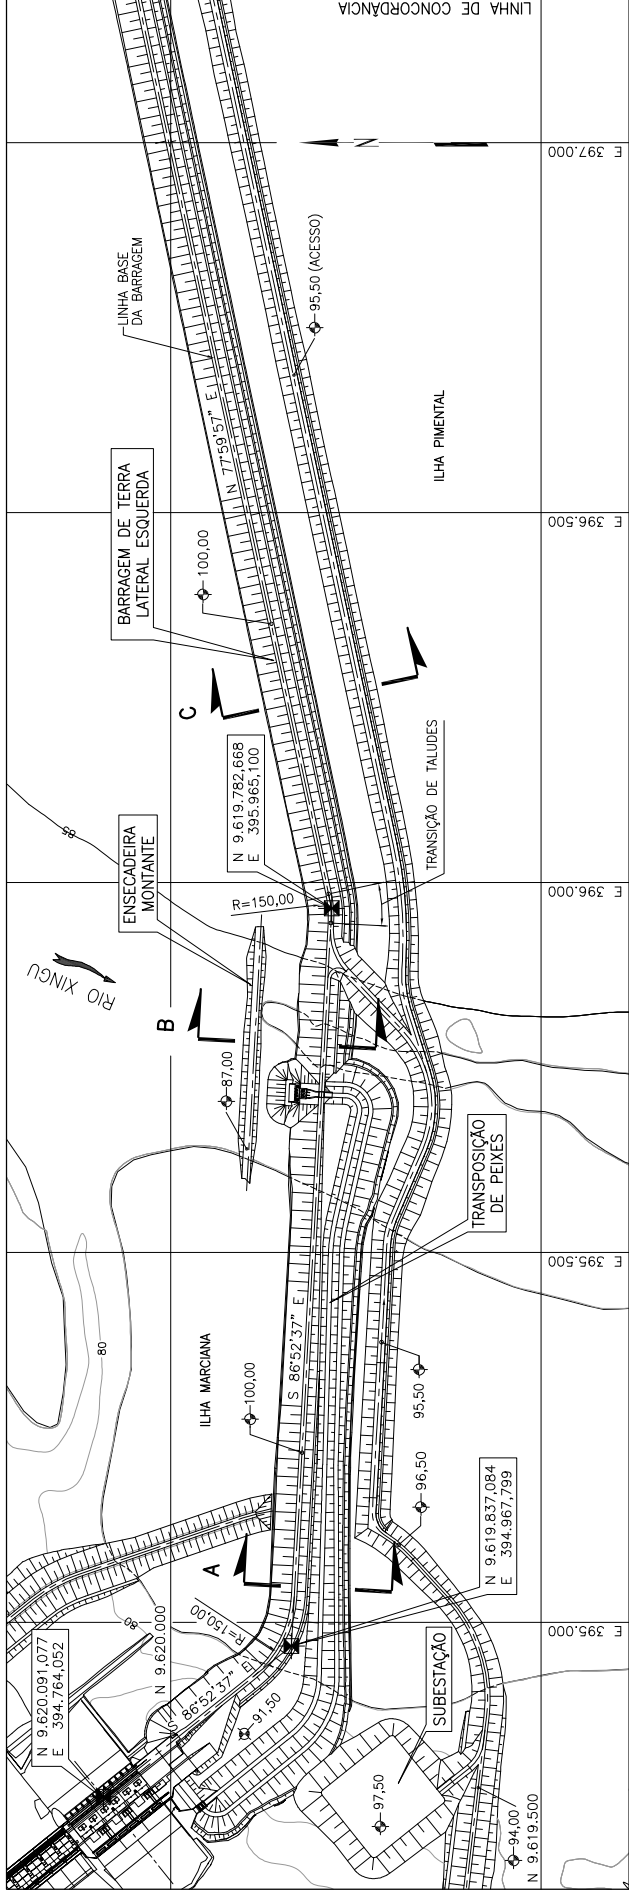 LINHA DE CONCORDÂNCIA
E 397.000
N
LINHA BASE
DA BARRAGEM
95,50 (ACESSO)
N 77°59'57" E
ILHA PIMENTAL
BARRAGEM DE TERRA
LATERAL ESQUERDA
100,00
E 396.500
C
N 9.619.782,668
E 395.965,100
TRANSIÇÃO DE TALUDES
85
ENSECADEIRA
MONTANTE
R=150,00
E 396.000
RIO XINGU
B
87,00
TRANSPOSIÇÃO
DE PEIXES
E 395.500
S 86°52'37" E
80
ILHA MARCIANA
100,00
95,50
96,50
A
N 9.619.837,084
E 394.967,799
R=150,00
80
N 9.620.000
E 395.000
N 9.620.091,077
E 394.764,052
S 86°52'37" E
91,50
SUBESTAÇÃO
97,50
94,00
N 9.619.500